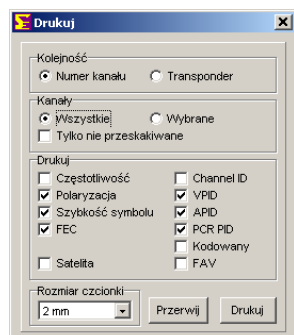 Drukuj
Kolejność
Numer kanału Transponder
Kanały
Wszystkie Wybrane
Tylko nie przeskakiwane
Drukuj
Częstotliwość Channel ID
Polaryzacja VPID
Szybkość symbolu APID
FEC PCR PID
Kodowany
Satelita FAV
Rozmiar czcionki
2 mm Przerwij Drukuj